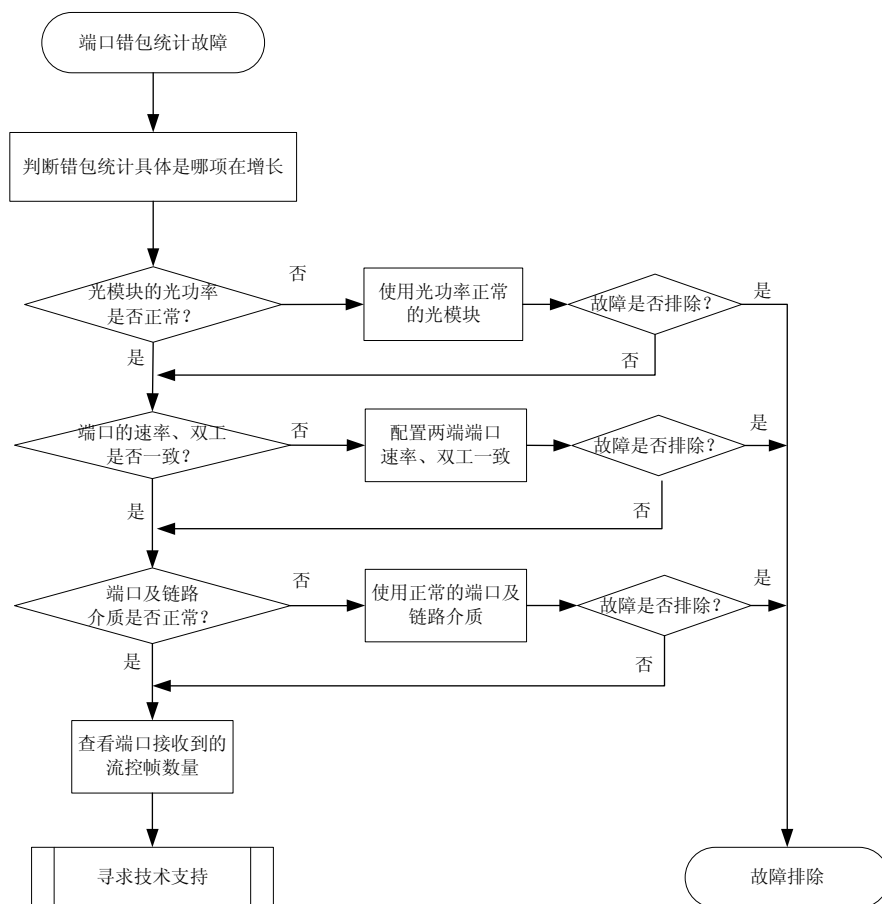 端口错包统计故障
判断错包统计具体是哪项在增长
光模块的光功率
是否正常？
否
使用光功率正常
的光模块
故障是否排除？
是
是
否
端口的速率、双工
是否一致？
否
配置两端端口
速率、双工一致
故障是否排除？
是
是
否
端口及链路
介质是否正常？
否
使用正常的端口及
链路介质
故障是否排除？
是
是
否
查看端口接收到的
流控帧数量
寻求技术支持
故障排除